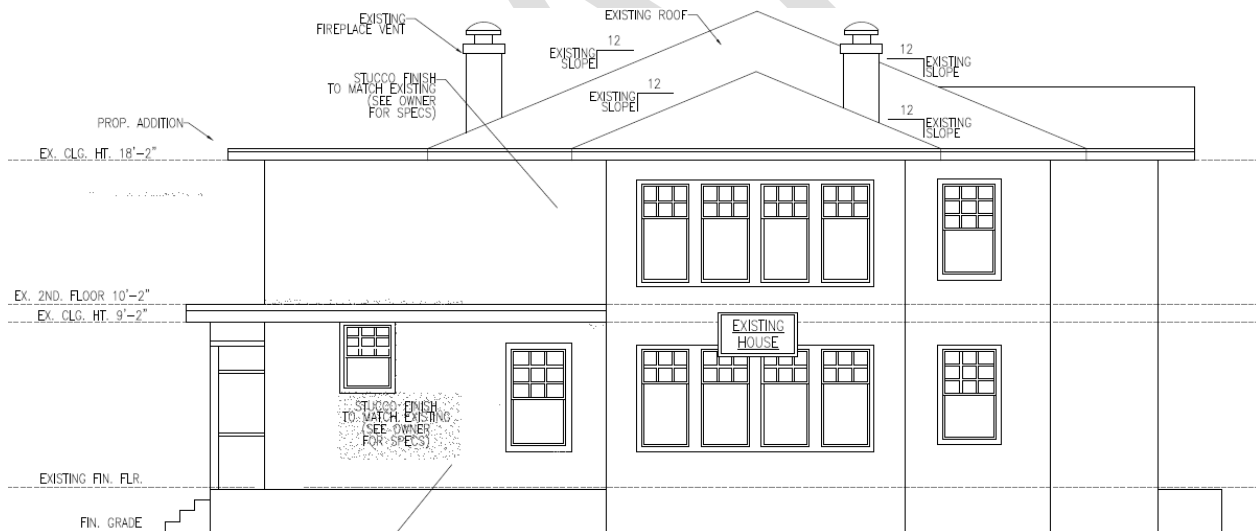 EXISTING
FIREPLACE VENT
EXISTING ROOF
12
EXISTING
SLOPE
12
EXISTING
SLOPE
STUCCO FINISH
TO MATCH EXISTING
(SEE OWNER
FOR SPECS)
12
EXISTING
SLOPE
12
EXISTING
SLOPE
PROP. ADDITION
EX. CLG. HT. 18'-2"
EX. 2ND. FLOOR 10'-2"
EX. CLG. HT. 9'-2"
EXISTING
HOUSE
STUCCO FINISH
TO MATCH EXISTING
(SEE OWNER
FOR SPECS)
EXISTING FIN. FLR.
FIN. GRADE